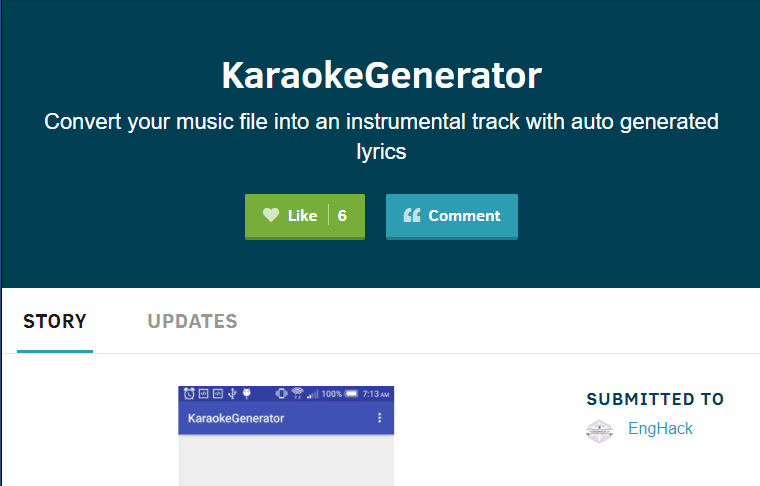 KaraokeGenerator
Convert your music file into an instrumental track with auto generated
lyrics
Like 6
Comment
STORY
UPDATES
100% 7:13 AM
KaraokeGenerator
SUBMITTED TO
EngHack